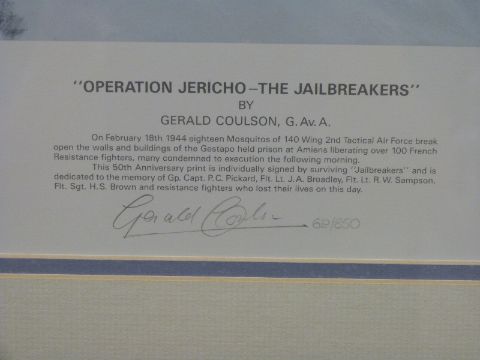 "OPERATION JERICHO – THE JAILBREAKERS"
BY
GERALD COULSON, G.Av.A.
On February 18th 1944 eighteen Mosquitos of 140 Wing 2nd Tactical Air Force break
open the walls and buildings of the Gestapo held prison at Amiens liberating over 100 French
Resistance fighters, many condemned to execution the following morning.
This 50th Anniversary print is individually signed by surviving "Jailbreakers" and is
dedicated to the memory of Gp. Capt. P.C. Pickard, Flt. Lt. J.A. Broadley, Flt. Lt. R.W. Sampson,
Flt. Sgt. H.S. Brown and resistance fighters who lost their lives on this day.
Gerald Coulson 69/850